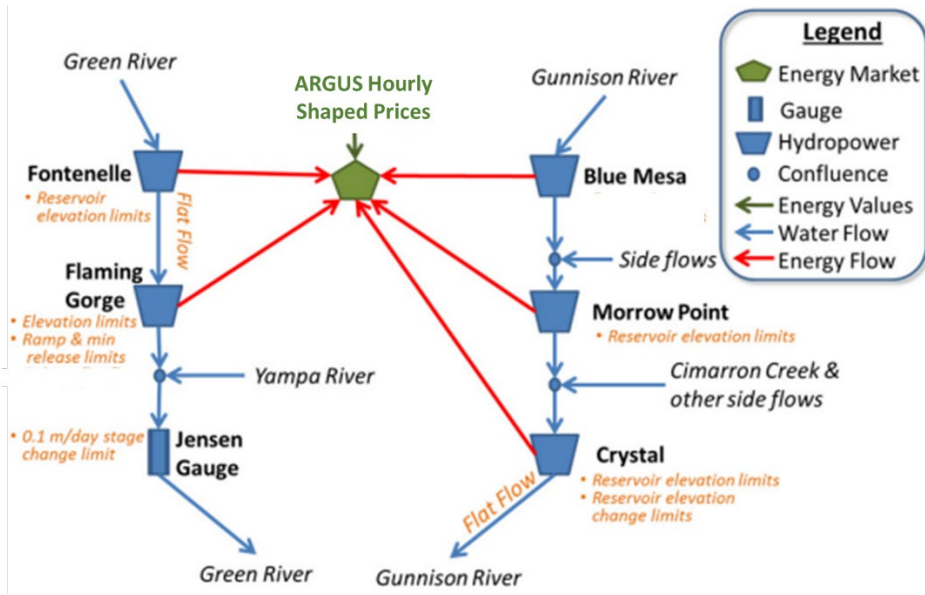 Green River
ARGUS Hourly
Shaped Prices
Gunnison River
Legend
Energy Market
Gauge
Hydropower
Confluence
Energy Values
Water Flow
Energy Flow
Fontenelle
• Reservoir
elevation limits
Flat Flow
Blue Mesa
Side flows
Flaming
Gorge
• Elevation limits
• Ramp & min
release limits
Morrow Point
• Reservoir elevation limits
Yampa River
Cimarron Creek &
other side flows
• 0.1 m/day stage
change limit
Jensen
Gauge
Crystal
• Reservoir elevation limits
• Reservoir elevation
change limits
Flat Flow
Green River
Gunnison River